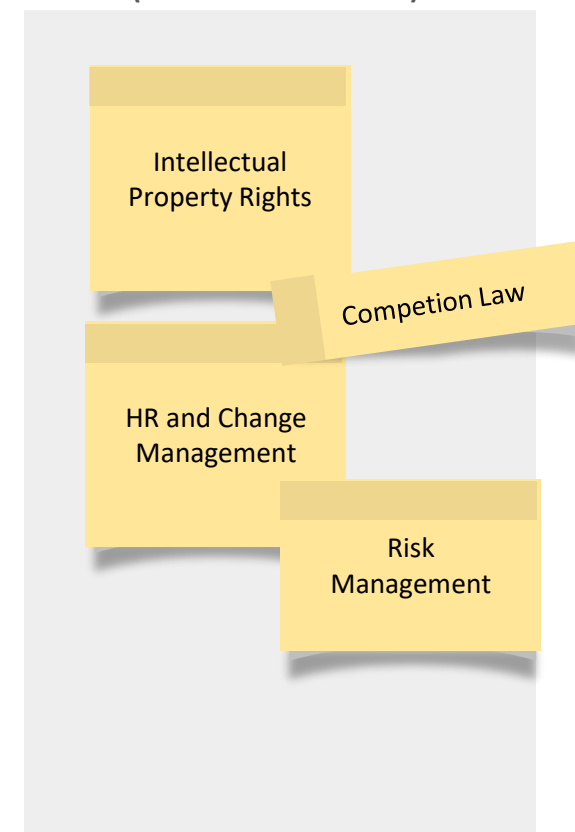 Intellectual
Property Rights
Competion Law
HR and Change
Management
Risk
Management